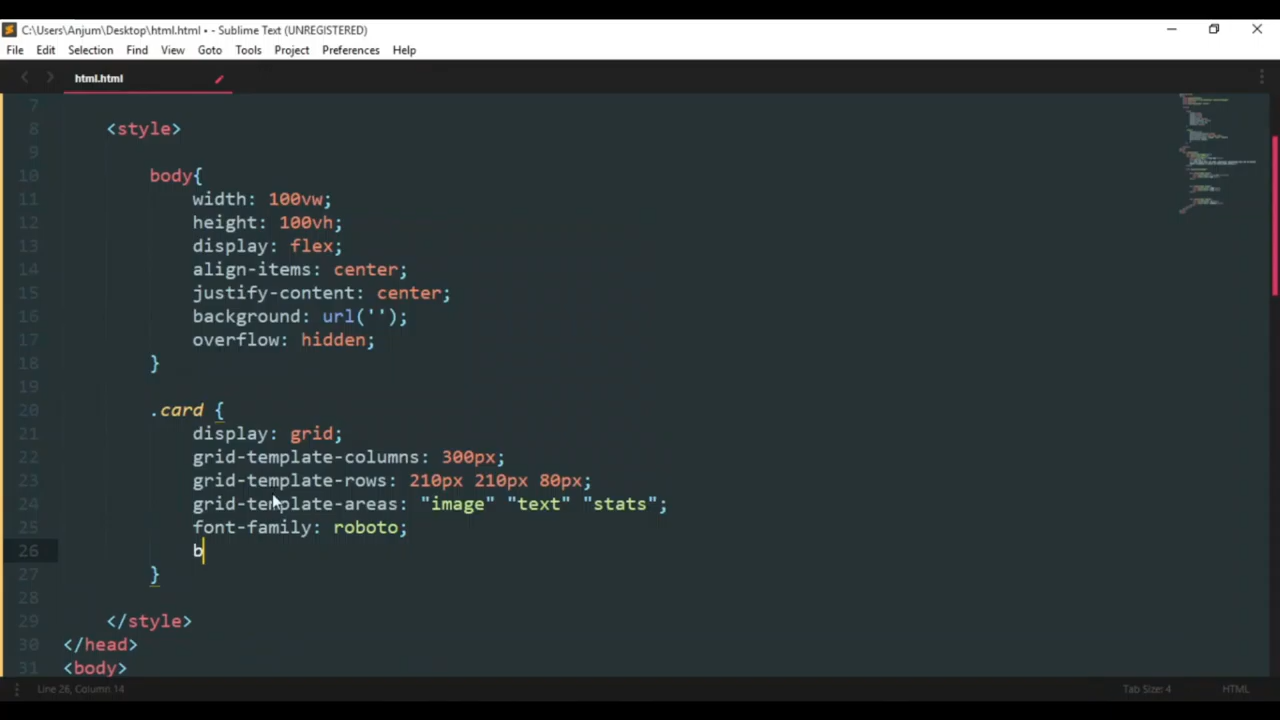 C:\Users\Anjum\Desktop\html.html • - Sublime Text (UNREGISTERED)
File Edit Selection Find View Goto Tools Project Preferences Help
html.html
7
8 <style>
9
10 body{
11 width: 100vw;
12 height: 100vh;
13 display: flex;
14 align-items: center;
15 justify-content: center;
16 background: url('');
17 overflow: hidden;
18 }
19
20 .card {
21 display: grid;
22 grid-template-columns: 300px;
23 grid-template-rows: 210px 210px 80px;
24 grid-template-areas: "image" "text" "stats";
25 font-family: roboto;
26 b
27 }
28
29 </style>
30 </head>
31 <body>
Line 26, Column 14 Tab Size: 4 HTML